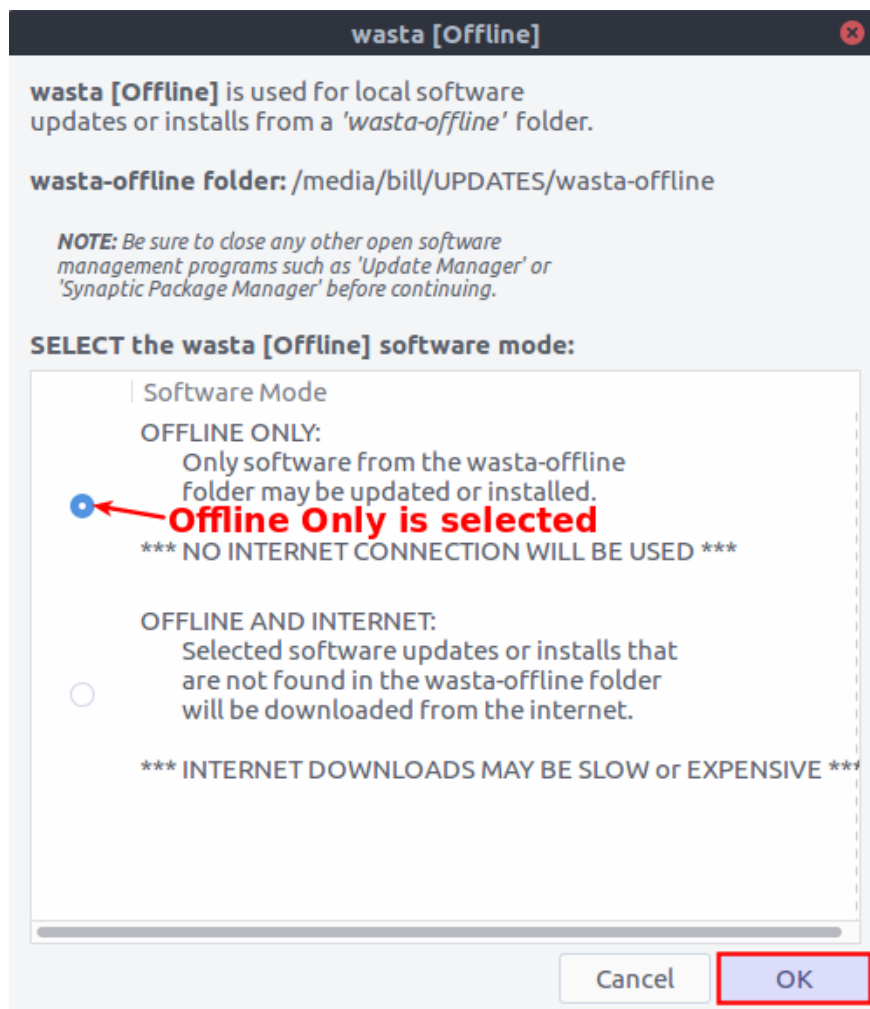 wasta [Offline]
wasta [Offline] is used for local software
updates or installs from a 'wasta-offline' folder.
wasta-offline folder: /media/bill/UPDATES/wasta-offline
NOTE: Be sure to close any other open software
management programs such as 'Update Manager' or
'Synaptic Package Manager' before continuing.
SELECT the wasta [Offline] software mode:
Software Mode
OFFLINE ONLY:
Only software from the wasta-offline
folder may be updated or installed.
Offline Only is selected
*** NO INTERNET CONNECTION WILL BE USED ***
OFFLINE AND INTERNET:
Selected software updates or installs that
are not found in the wasta-offline folder
will be downloaded from the internet.
*** INTERNET DOWNLOADS MAY BE SLOW or EXPENSIVE ***
Cancel
OK